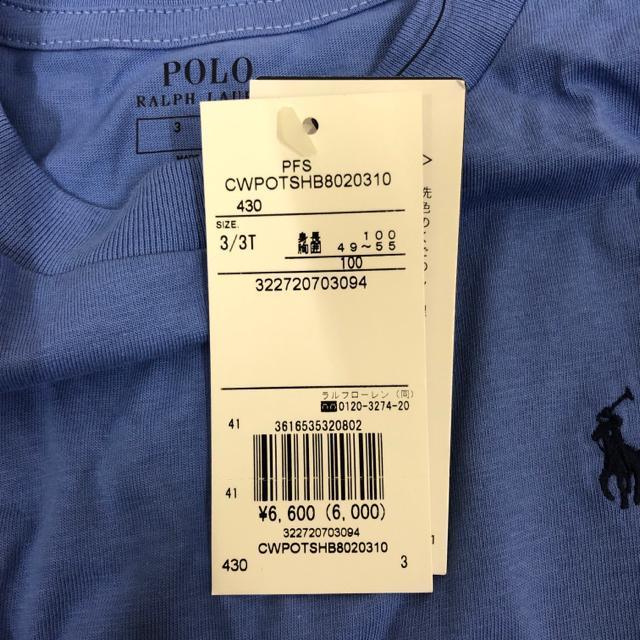 POLO
RALPH LAU
3
PFS
CWPOTSHB8020310
430
SIZE.
3/3T
身長 100
胸囲 49~55
100
322720703094
ラルフローレン (同)
0120-3274-20
41
3616535320802
41
¥6,600 (6,000)
322720703094
CWPOTSHB8020310
430 3